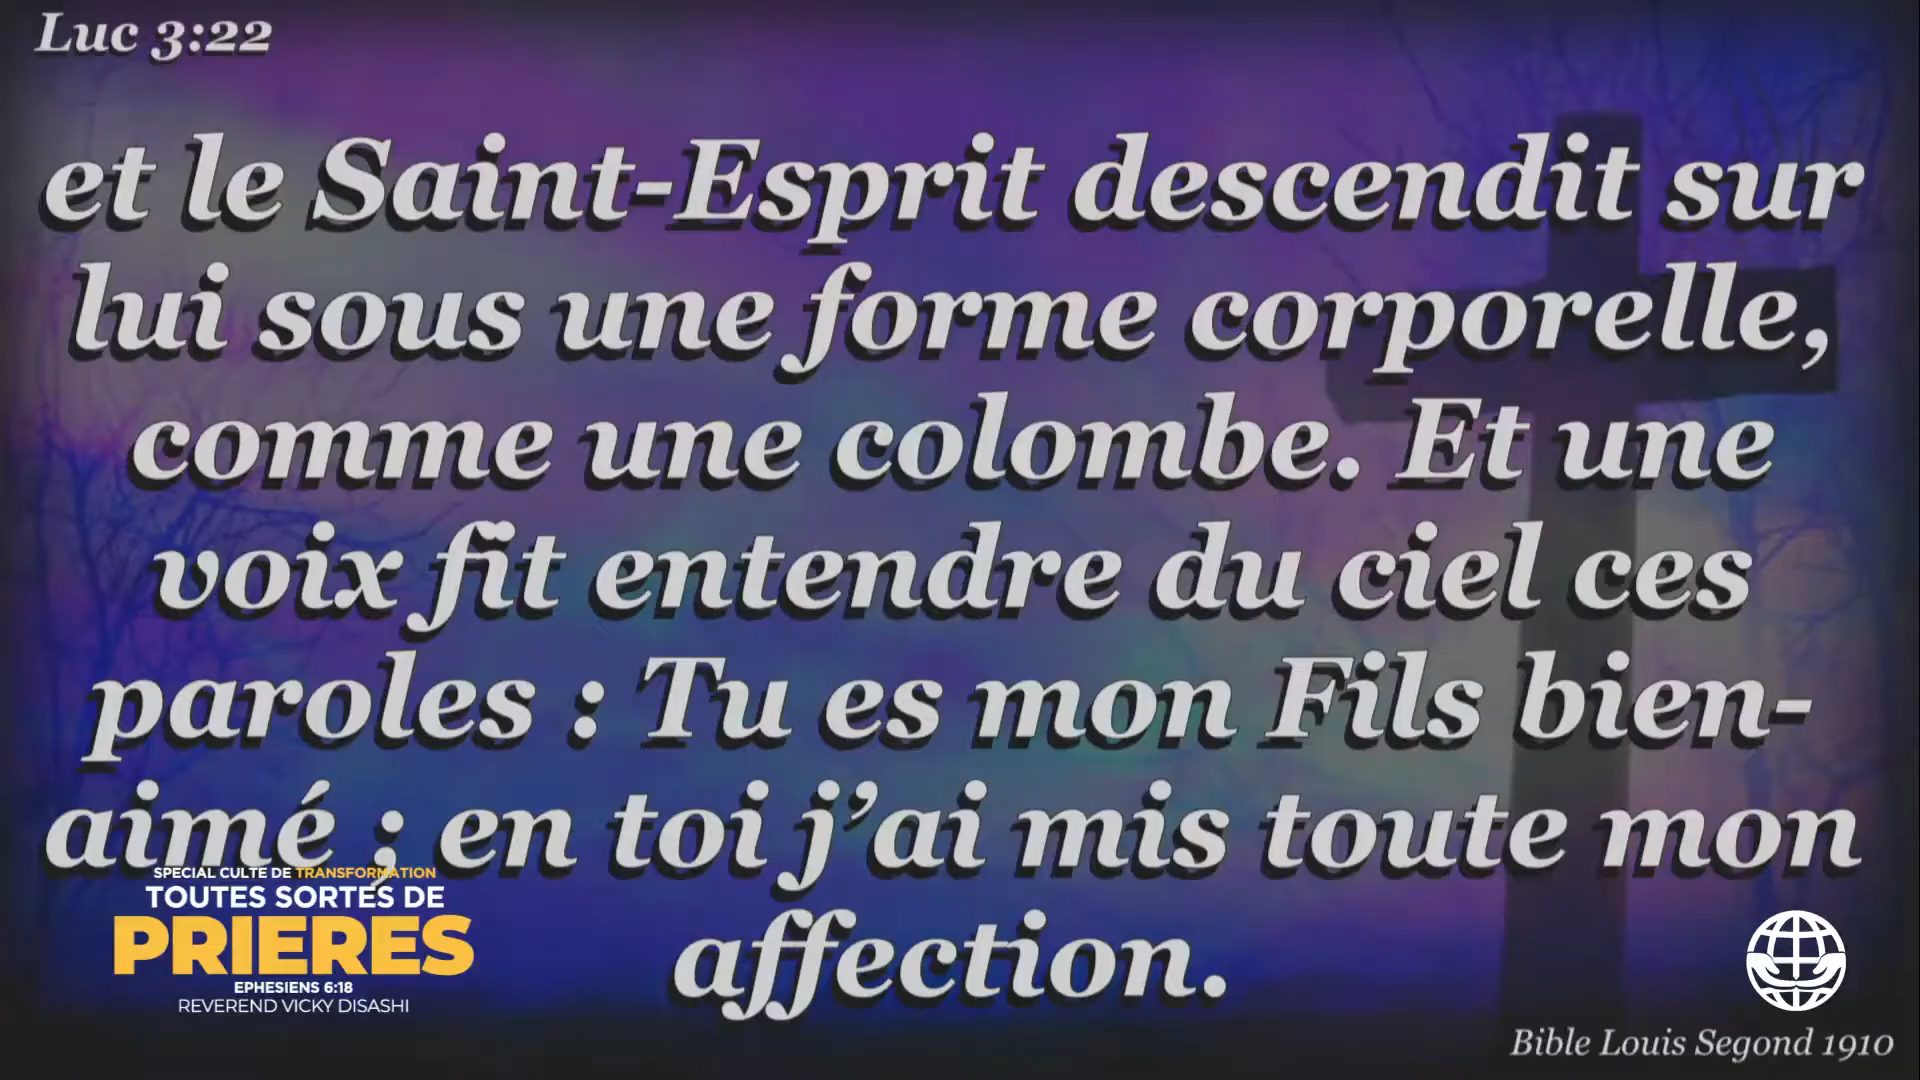 Luc 3:22
et le Saint-Esprit descendit sur
lui sous une forme corporelle,
comme une colombe. Et une
voix fit entendre du ciel ces
paroles : Tu es mon Fils bien-
aimé ; en toi j’ai mis toute mon
affection.
SPECIAL CULTE DE TRANSFORMATION
TOUTES SORTES DE
PRIERES
EPHESIENS 6:18
REVEREND VICKY DISASHI
Bible Louis Segond 1910